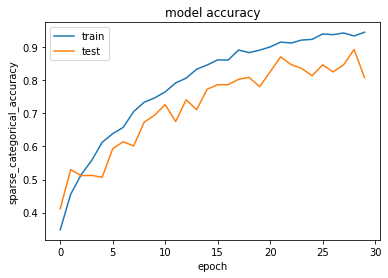 model accuracy
train
test
sparse_categorical_accuracy
0.9
0.8
0.7
0.6
0.5
0.4
0 5 10 15 20 25 30
epoch